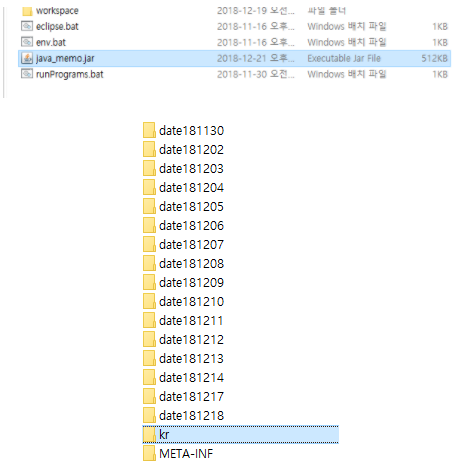 workspace 2018-12-19 오전... 파일 폴더
eclipse.bat 2018-11-16 오후... Windows 배치 파일 1KB
env.bat 2018-11-16 오후... Windows 배치 파일 1KB
java_memo.jar 2018-12-21 오후... Executable Jar File 512KB
runPrograms.bat 2018-11-30 오전... Windows 배치 파일 1KB
date181130
date181202
date181203
date181204
date181205
date181206
date181207
date181208
date181209
date181210
date181211
date181212
date181213
date181214
date181217
date181218
kr
META-INF